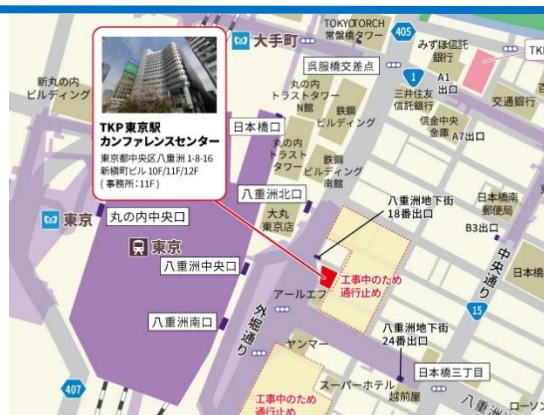 TOKYOTORCH
常盤橋タワー
405
みずほ信託
銀行
大手町
呉服橋交差点
1
A1
出口
TK
新丸の内
ビルディング
丸の内
トラストタワー
N館
三井住友
信託銀行
交通銀行
鉄鋼
ビルディング
信金中央
金庫
A7出口
TKP東京駅
カンファレンスセンター
東京都中央区八重洲 1-8-16
新槇町ビル 10F/11F/12F
(事務所:11F)
日本橋口
丸の内
トラスト
タワー
鉄鋼
ビルディング
南館
八重洲北口
八重洲地下街
18番出口
日本橋南
郵便局
B3出口
東京
丸の内中央口
大丸
東京店
東京
中央通り
八重洲中央口
工事中のため
通行止め
日本橋
アールエフ
15
八重洲南口
外堀通り
八重洲地下街
24番出口
ヤンマー
日本橋三丁目
407
工事中のため
通行止め
スーパーホテル
越前屋
八重洲
ローソン